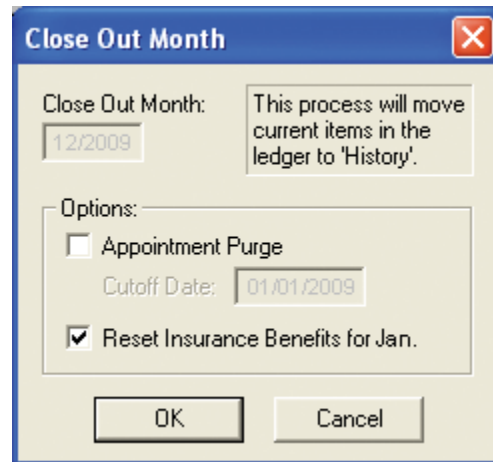 Close Out Month
Close Out Month:
12/2009
This process will move
current items in the
ledger to 'History'.
Options:
Appointment Purge
Cutoff Date: 01/01/2009
Reset Insurance Benefits for Jan.
OK Cancel